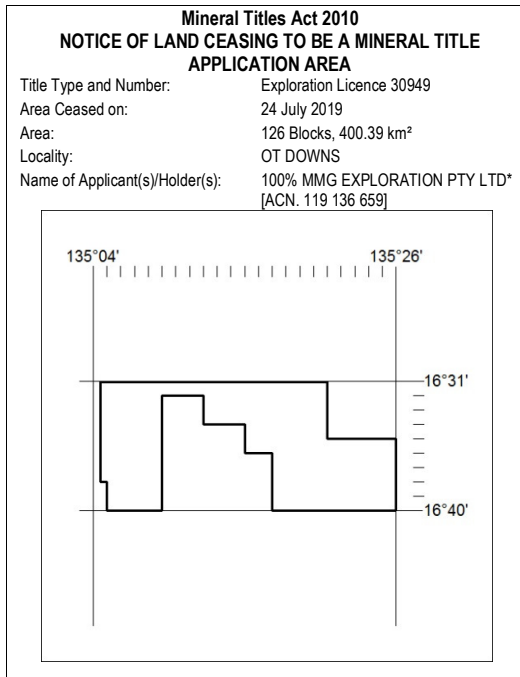 Mineral Titles Act 2010
NOTICE OF LAND CEASING TO BE A MINERAL TITLE
APPLICATION AREA
Title Type and Number: Exploration Licence 30949
Area Ceased on: 24 July 2019
Area: 126 Blocks, 400.39 km²
Locality: OT DOWNS
Name of Applicant(s)/Holder(s): 100% MMG EXPLORATION PTY LTD*
[ACN. 119 136 659]
135°04' 135°26'
16°31'
16°40'